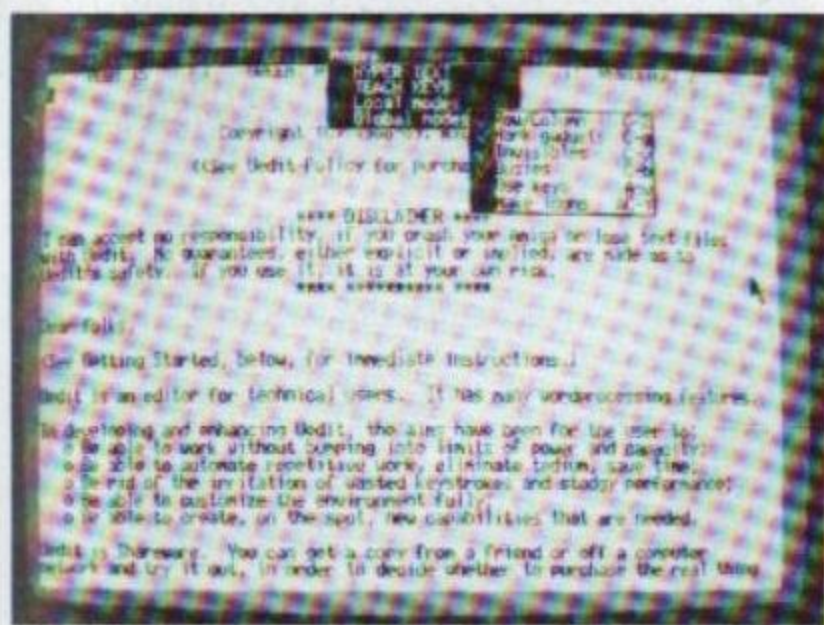 HYPER TEXT
TEACH KEYS
Local modes
Global modes
Copyright
(See Uedit Policy for purcha
**** DISCLAIMER ****
I can accept no responsibility if you crash your Amiga or lose text files
with Uedit. No guarantees, either explicit or implied, are made as to
Uedit's safety. If you use it, it is at your own risk.
**** ********** ****
Dear Folks,
(See Getting Started, below, for immediate instructions.)
Uedit is an editor for technical users. It has many wordprocessing features.
In developing and enhancing Uedit, the aims have been for the user to:
o Be able to work without bumping into limits of power and capacity;
o Be able to automate repetitive work, eliminate tedium, save time;
o Be rid of the irritation of wasted keystrokes and stodgy performance;
o Be able to customize the environment fully;
o Be able to create, on the spot, new capabilities that are needed.
Uedit is Shareware. You can get a copy from a friend or off a computer
network and try it out, in order to decide whether to purchase the real thing